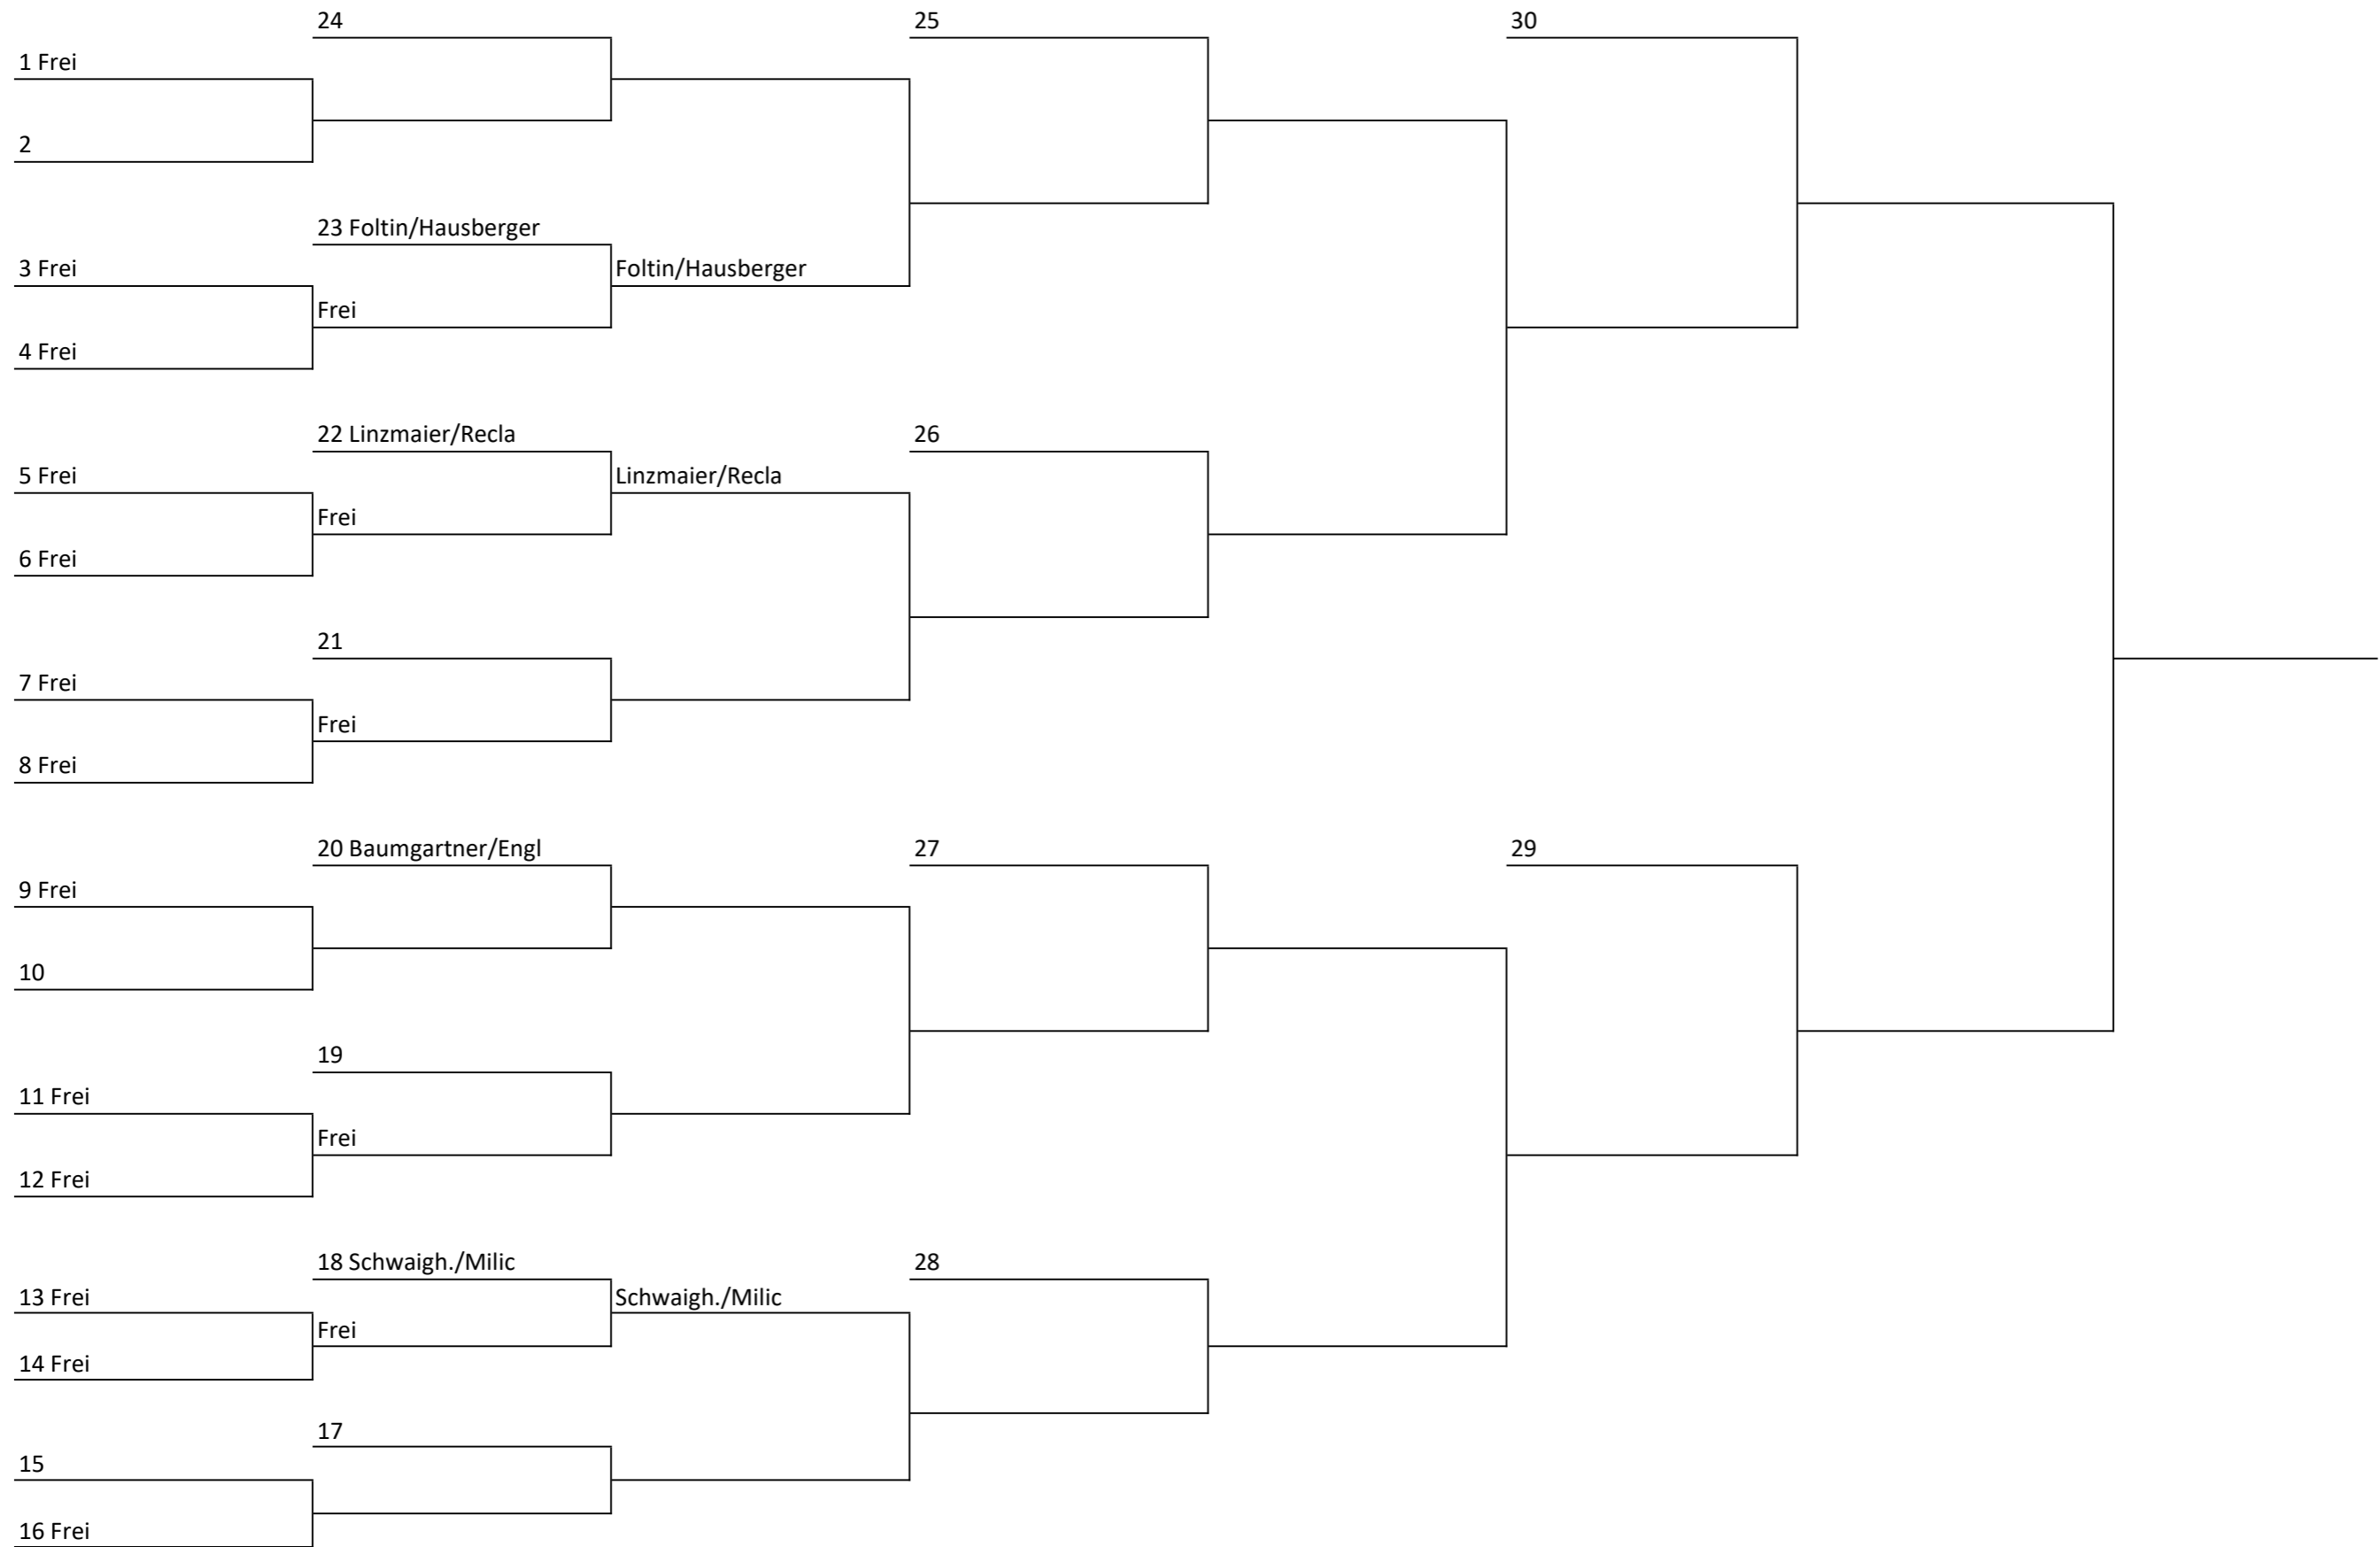 24
25
30
1 Frei
2
23 Foltin/Hausberger
3 Frei
Foltin/Hausberger
Frei
4 Frei
22 Linzmaier/Recla
26
5 Frei
Linzmaier/Recla
Frei
6 Frei
21
7 Frei
Frei
8 Frei
20 Baumgartner/Engl
27
29
9 Frei
10
19
11 Frei
Frei
12 Frei
18 Schwaigh./Milic
28
13 Frei
Schwaigh./Milic
Frei
14 Frei
17
15
16 Frei